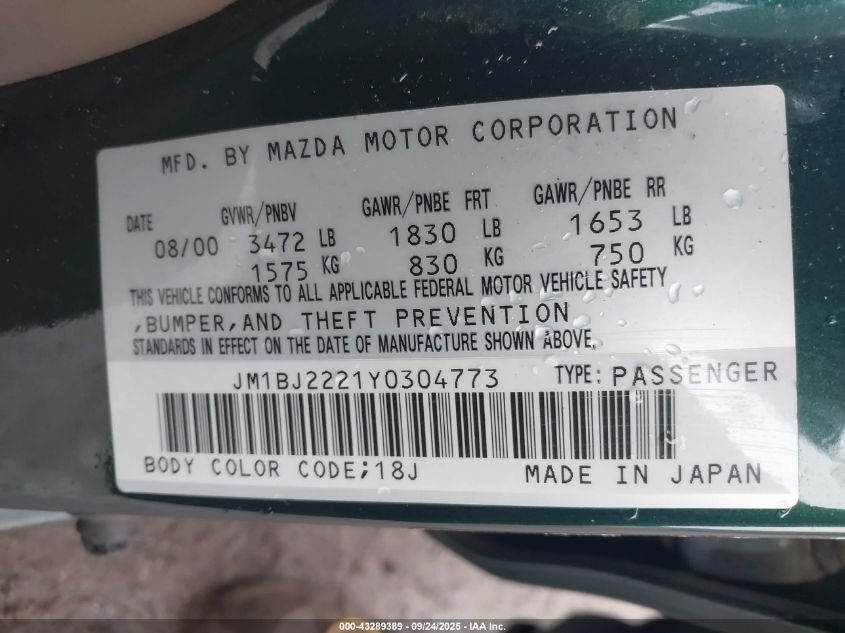 MFD. BY MAZDA MOTOR CORPORATION
DATE GVWR/PNBV GAWR/PNBE FRT GAWR/PNBE RR
08/00 3472 LB 1830 LB 1653 LB
1575 KG 830 KG 750 KG
THIS VEHICLE CONFORMS TO ALL APPLICABLE FEDERAL MOTOR VEHICLE SAFETY
,BUMPER,AND THEFT PREVENTION
STANDARDS IN EFFECT ON THE DATE OF MANUFACTURE SHOWN ABOVE.
JM1BJ2221Y0304773 TYPE: PASSENGER
BODY COLOR CODE;18J MADE IN JAPAN
000-43289389 - 09/24/2025 - IAA Inc.